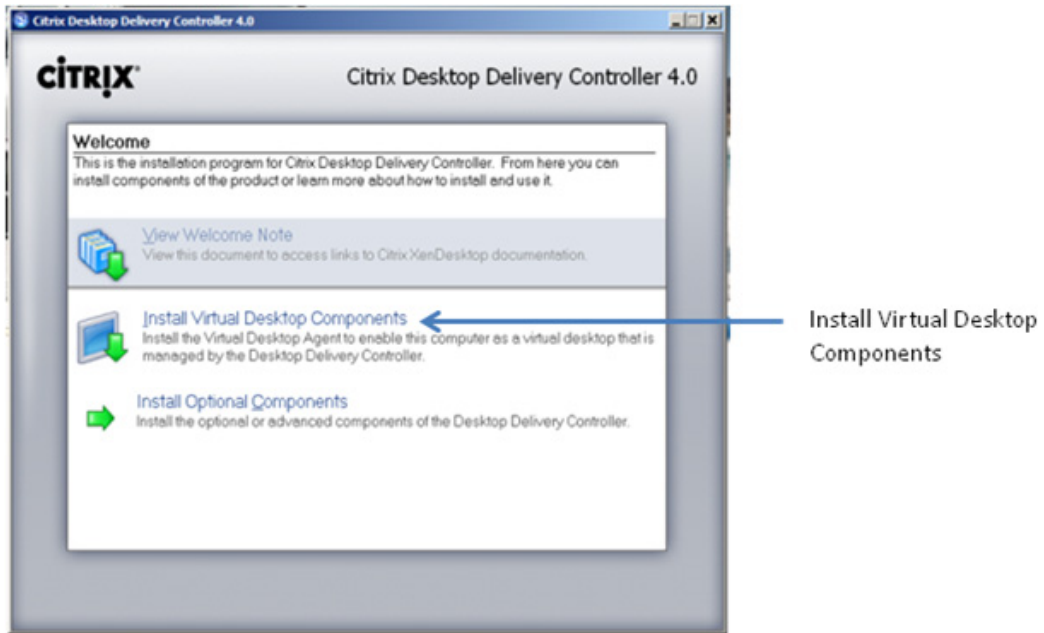 Citrix Desktop Delivery Controller 4.0
CİTRIX
Citrix Desktop Delivery Controller 4.0
Welcome
This is the installation program for Citrix Desktop Delivery Controller. From here you can
install components of the product or learn more about how to install and use it.
View Welcome Note
View this document to access links to Citrix XenDesktop documentation.
Install Virtual Desktop Components
Install the Virtual Desktop Agent to enable this computer as a virtual desktop that is
managed by the Desktop Delivery Controller.
Install Optional Components
Install the optional or advanced components of the Desktop Delivery Controller.
Install Virtual Desktop
Components